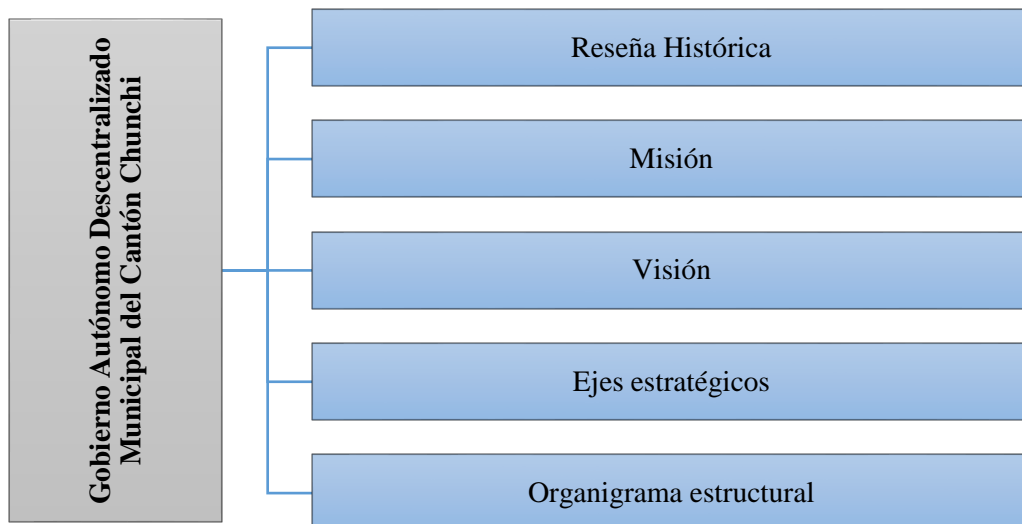 Gobierno Autónomo Descentralizado
Municipal del Cantón Chunchi
Reseña Histórica
Misión
Visión
Ejes estratégicos
Organigrama estructural